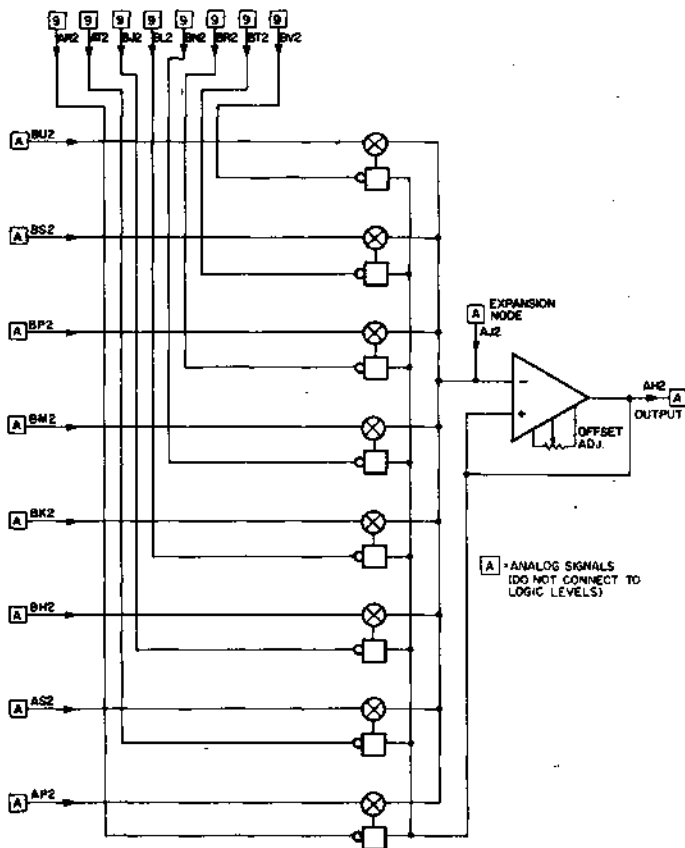 9 9 9 9 9 9 9 9
AR2 AT2 BJ2 BL2 BN2 BR2 BT2 BV2
A BU2
A BS2
A BP2
A EXPANSION
NODE
AJ2
−
+
AH2 A
OUTPUT
OFFSET
ADJ.
A BM2
A BK2
A = ANALOG SIGNALS
(DO NOT CONNECT TO
LOGIC LEVELS)
A BH2
A AS2
A AP2